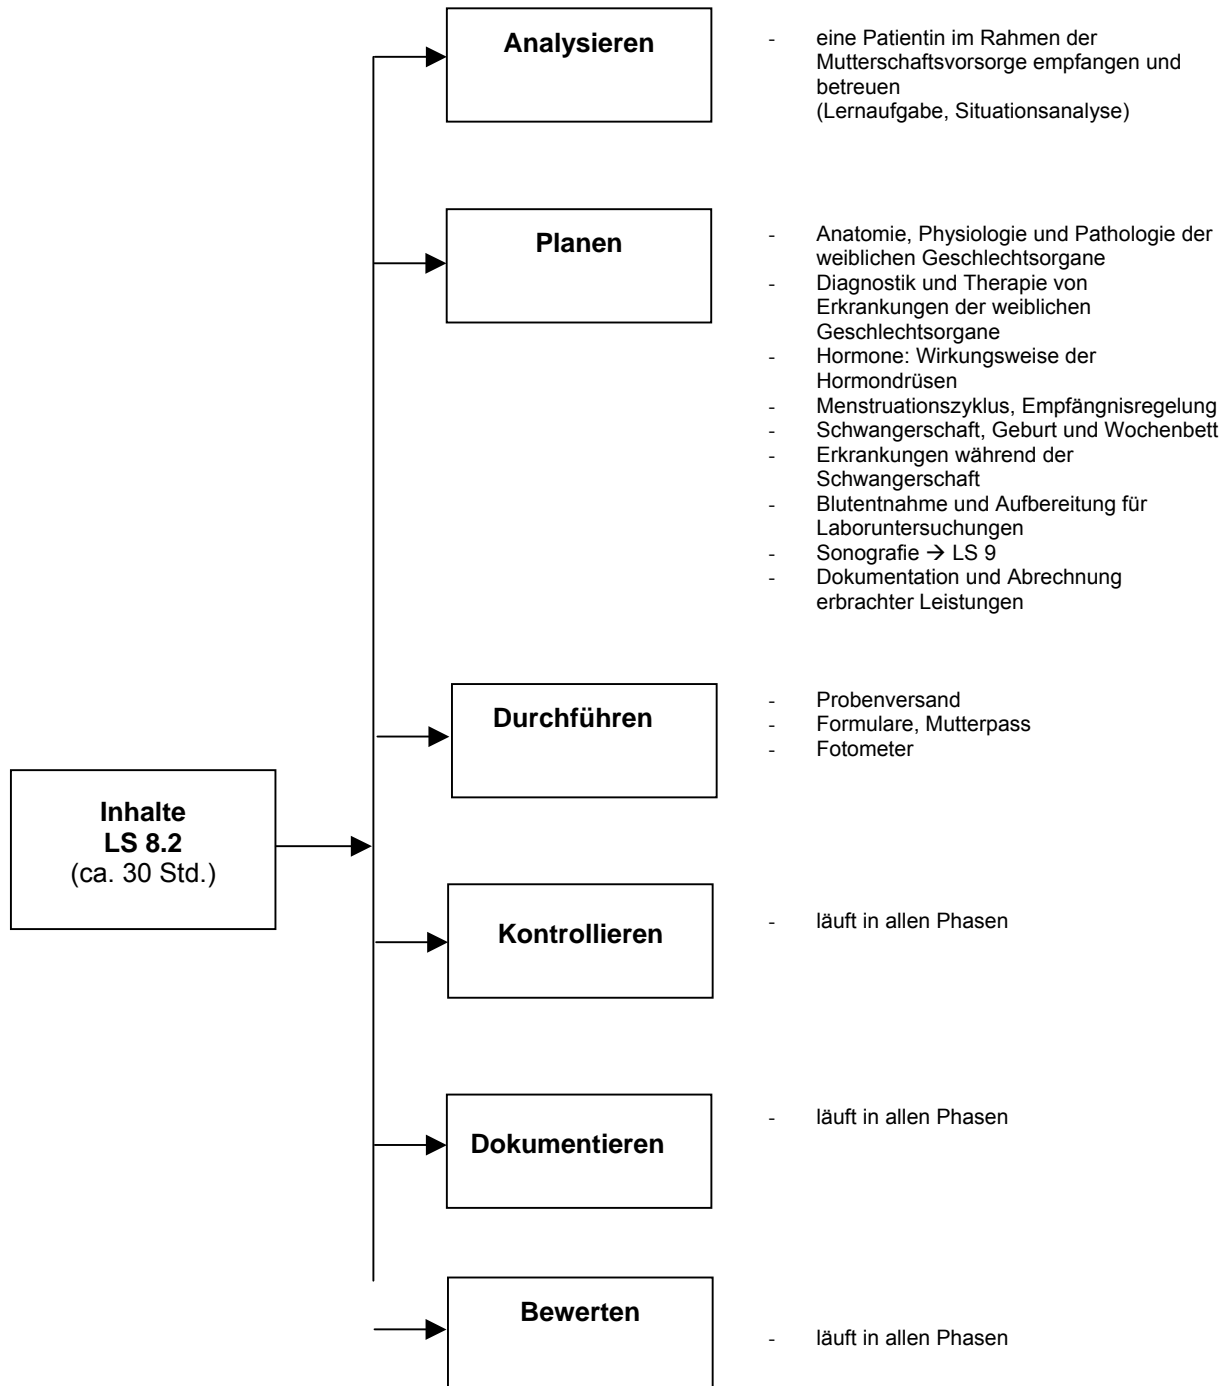 Analysieren
- eine Patientin im Rahmen der
Mutterschaftsvorsorge empfangen und
betreuen
(Lernaufgabe, Situationsanalyse)
Planen
- Anatomie, Physiologie und Pathologie der
weiblichen Geschlechtsorgane
- Diagnostik und Therapie von
Erkrankungen der weiblichen
Geschlechtsorgane
- Hormone: Wirkungsweise der
Hormondrüsen
- Menstruationszyklus, Empfängnisregelung
- Schwangerschaft, Geburt und Wochenbett
- Erkrankungen während der
Schwangerschaft
- Blutentnahme und Aufbereitung für
Laboruntersuchungen
- Sonografie → LS 9
- Dokumentation und Abrechnung
erbrachter Leistungen
Durchführen
- Probenversand
- Formulare, Mutterpass
- Fotometer
Inhalte
LS 8.2
(ca. 30 Std.)
Kontrollieren
- läuft in allen Phasen
Dokumentieren
- läuft in allen Phasen
Bewerten
- läuft in allen Phasen